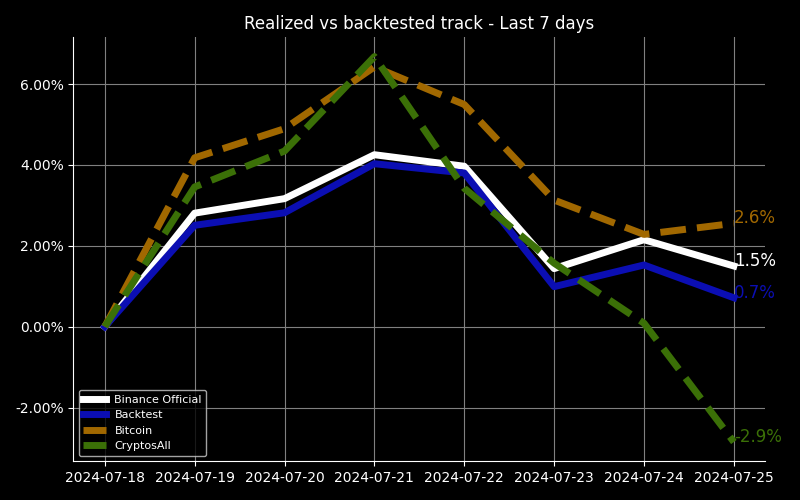 Realized vs backtested track - Last 7 days
6.00%
4.00%
2.00%
0.00%
-2.00%
2.6%
1.5%
0.7%
-2.9%
Binance Official
Backtest
Bitcoin
CryptosAll
2024-07-18 2024-07-19 2024-07-20 2024-07-21 2024-07-22 2024-07-23 2024-07-24 2024-07-25